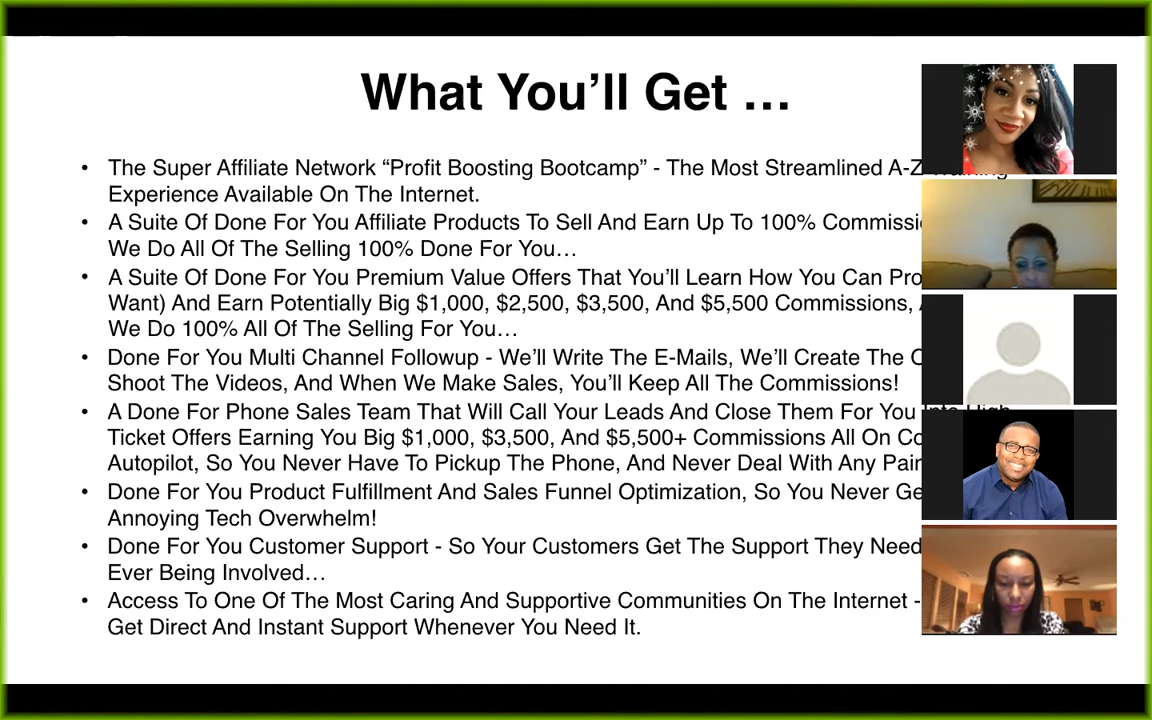 What You’ll Get …
• The Super Affiliate Network “Profit Boosting Bootcamp” - The Most Streamlined A-Z Training
Experience Available On The Internet.
• A Suite Of Done For You Affiliate Products To Sell And Earn Up To 100% 
We Do All Of The Selling 100% Done For You…
• A Suite Of Done For You Premium Value Offers That You’ll Learn How You Can
Want) And Earn Potentially Big $1,000, $2,500, $3,500, And $5,500 Commissions,
We Do 100% All Of The Selling For You…
• Done For You Multi Channel Followup - We’ll Write The E-Mails, We’ll Create The
Shoot The Videos, And When We Make Sales, You’ll Keep All The Commissions!
• A Done For Phone Sales Team That Will Call Your Leads And Close Them For You Into High
Ticket Offers Earning You Big $1,000, $3,500, And $5,500+ Commissions All On
Autopilot, So You Never Have To Pickup The Phone, And Never Deal With Any
• Done For You Product Fulfillment And Sales Funnel Optimization, So You Never
Annoying Tech Overwhelm!
• Done For You Customer Support - So Your Customers Get The Support They Need
Ever Being Involved…
• Access To One Of The Most Caring And Supportive Communities On The Internet -
Get Direct And Instant Support Whenever You Need It.